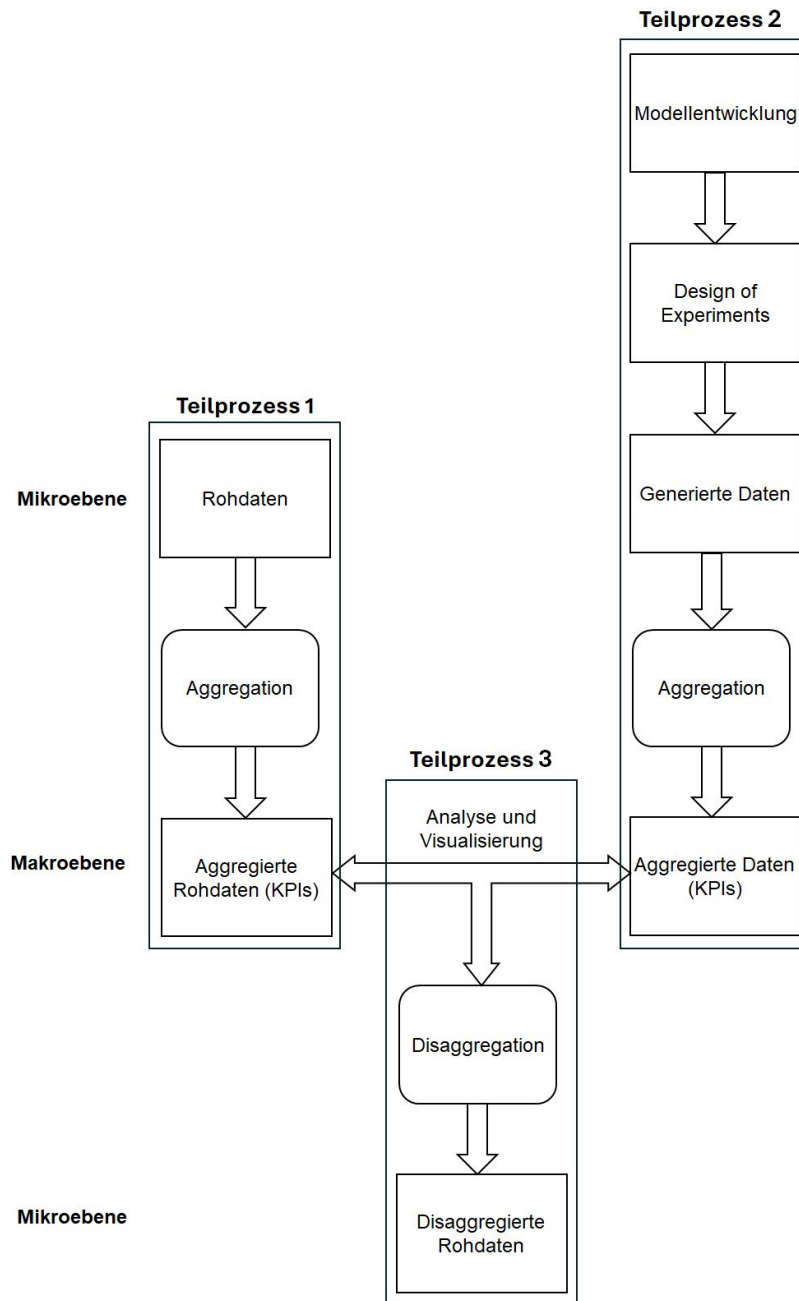 Teilprozess 2
Modellentwicklung
Design of
Experiments
Teilprozess 1
Mikroebene
Rohdaten
Generierte Daten
Aggregation
Aggregation
Teilprozess 3
Analyse und
Visualisierung
Makroebene
Aggregierte
Rohdaten (KPIs)
Aggregierte Daten
(KPIs)
Disaggregation
Mikroebene
Disaggregierte
Rohdaten